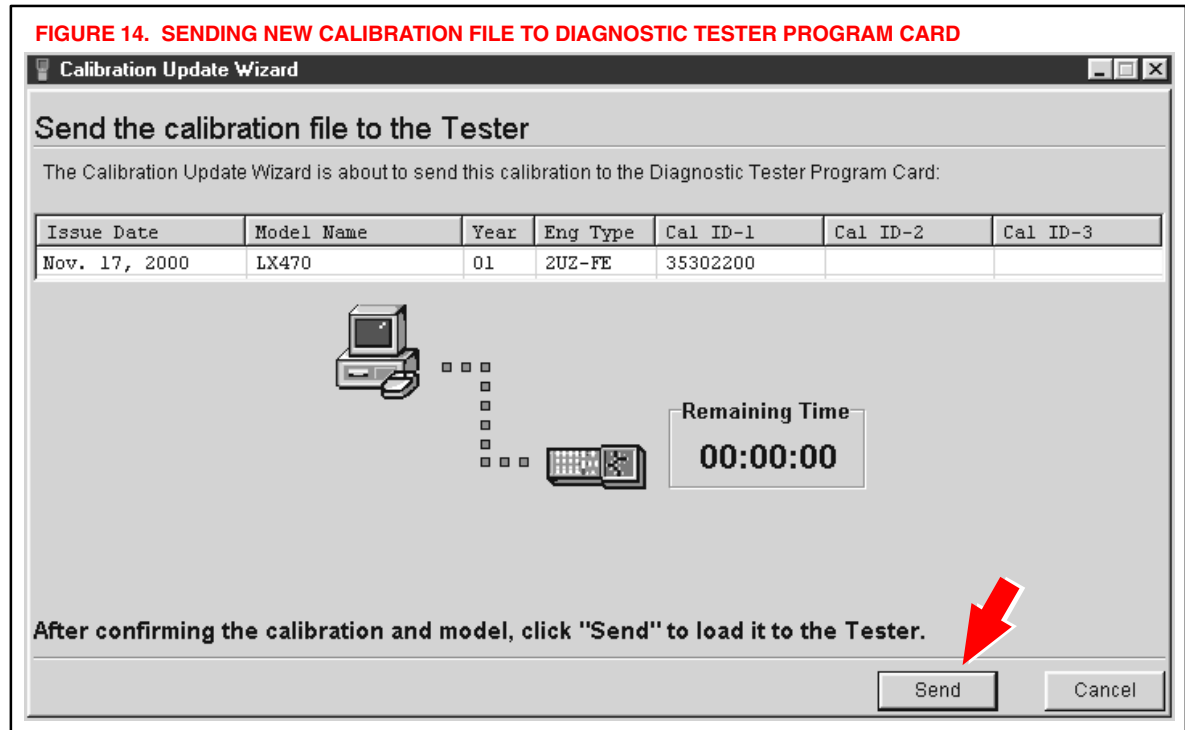 FIGURE 14. SENDING NEW CALIBRATION FILE TO DIAGNOSTIC TESTER PROGRAM CARD
Calibration Update Wizard
Send the calibration file to the Tester
The Calibration Update Wizard is about to send this calibration to the Diagnostic Tester Program Card:
Issue Date Model Name Year Eng Type Cal ID-1 Cal ID-2 Cal ID-3
Nov. 17, 2000 LX470 01 2UZ-FE 35302200
Remaining Time
00:00:00
After confirming the calibration and model, click "Send" to load it to the Tester.
Send Cancel